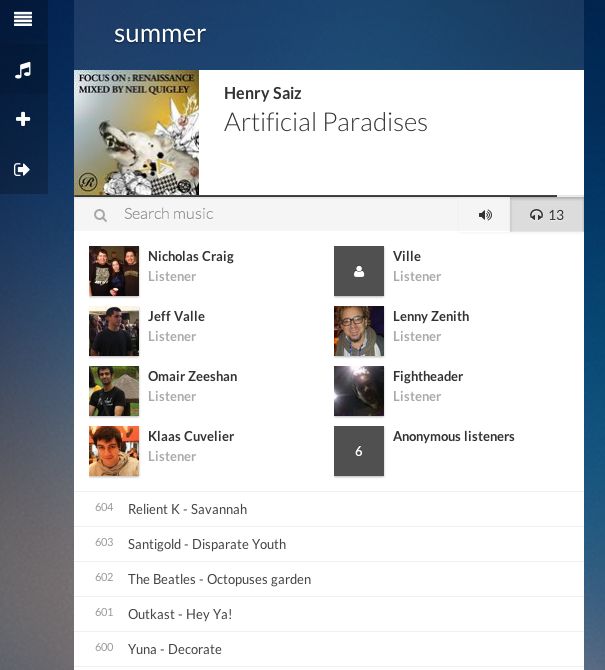 summer
FOCUS ON : RENAISSANCE
MIXED BY NEIL QUIGLEY
R
Henry Saiz
Artificial Paradises
Search music
13
Nicholas Craig
Listener
Ville
Listener
Jeff Valle
Listener
Lenny Zenith
Listener
Omair Zeeshan
Listener
Fightheader
Listener
Klaas Cuvelier
Listener
6
Anonymous listeners
604 Relient K - Savannah
603 Santigold - Disparate Youth
602 The Beatles - Octopuses garden
601 Outkast - Hey Ya!
600 Yuna - Decorate